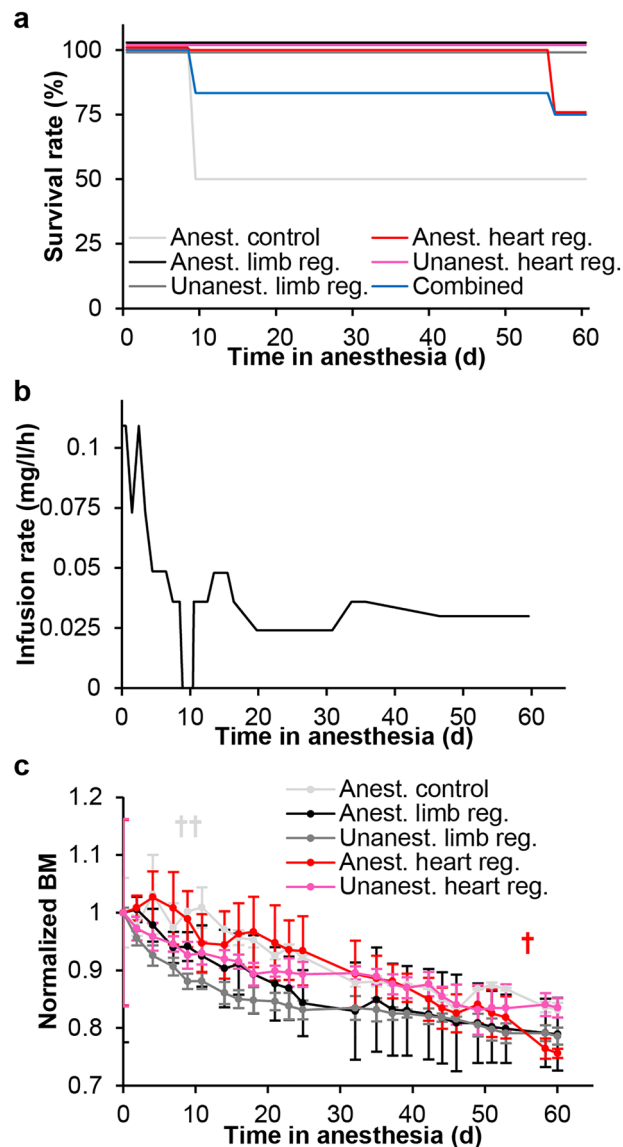 a
Survival rate (%)
100
75
50
25
0
Anest. control
Anest. heart reg.
Anest. limb reg.
Unanest. heart reg.
Unanest. limb reg.
Combined
0 10 20 30 40 50 60
Time in anesthesia (d)
b
Infusion rate (mg/l/h)
0.1
0.075
0.05
0.025
0
0 10 20 30 40 50 60
Time in anesthesia (d)
c
Normalized BM
1.2
1.1
1
0.9
0.8
0.7
Anest. control
Anest. limb reg.
Unanest. limb reg.
Anest. heart reg.
Unanest. heart reg.
††
†
0 10 20 30 40 50 60
Time in anesthesia (d)